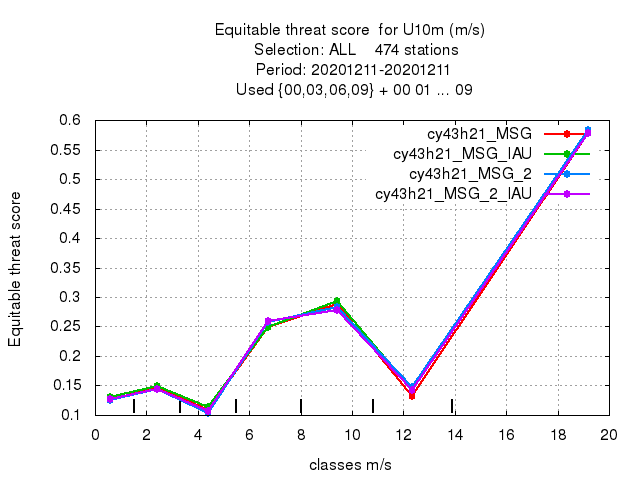 Equitable threat score for U10m (m/s)
Selection: ALL 474 stations
Period: 20201211-20201211
Used {00,03,06,09} + 00 01 ... 09
cy43h21_MSG
cy43h21_MSG_IAU
cy43h21_MSG_2
cy43h21_MSG_2_IAU
Equitable threat score
0.6
0.55
0.5
0.45
0.4
0.35
0.3
0.25
0.2
0.15
0.1
0 2 4 6 8 10 12 14 16 18 20
classes m/s